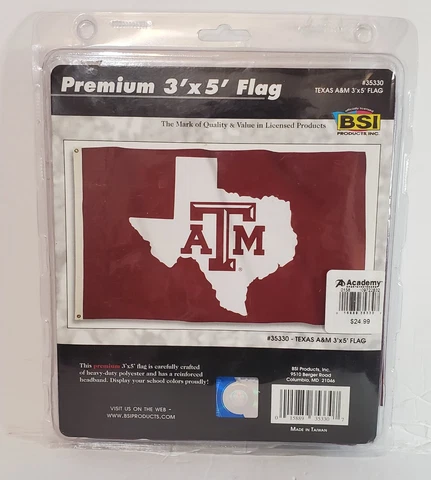 Premium 3'x5' Flag
#35330
TEXAS A&M 3'x5' FLAG
The Mark of Quality & Value in Licensed Products
BSI
PRODUCTS, INC.
ATM
Academy
$24.99
#35330 - TEXAS A&M 3'x5' FLAG
This premium 3'x5' flag is carefully crafted
of heavy-duty polyester and has a reinforced
headband. Display your school colors proudly!
BSI Products, Inc.
9510 Berger Road
Columbia, MD 21046
VISIT US ON THE WEB -
WWW.BSIPRODUCTS.COM
MADE IN TAIWAN